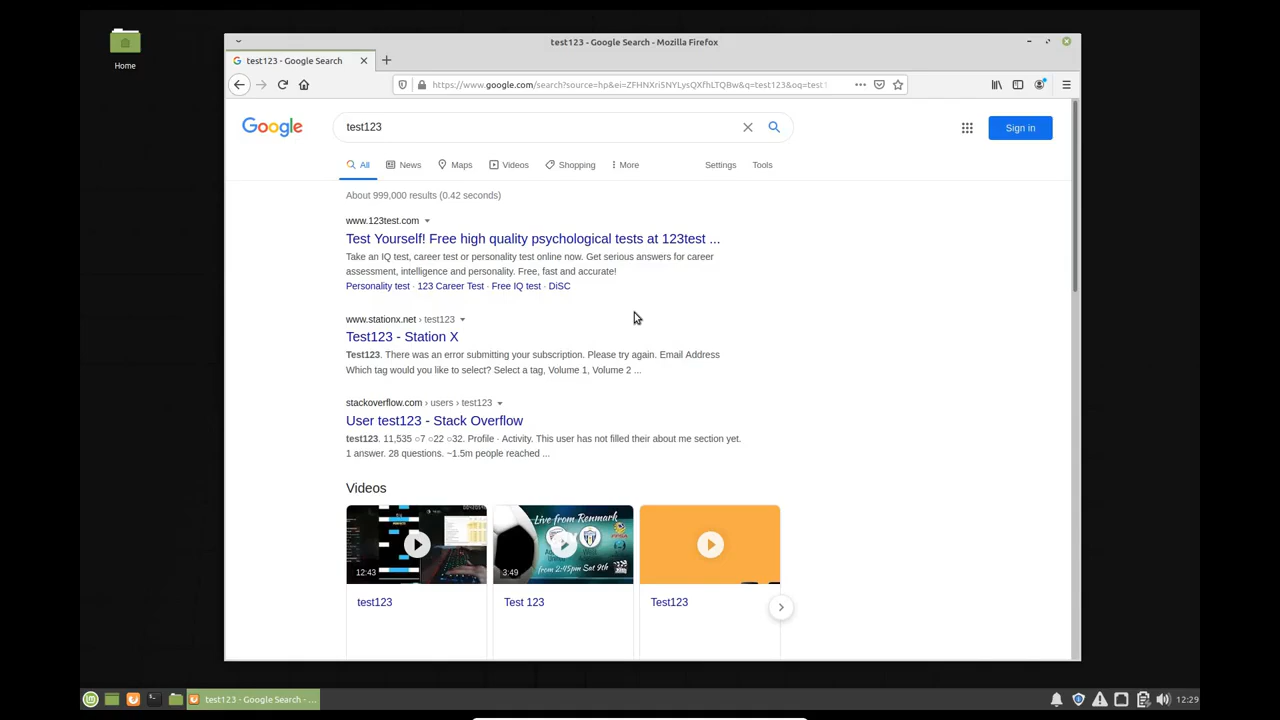 Home
test123 - Google Search - Mozilla Firefox
test123 - Google Search
https://www.google.com/search?source=hp&ei=ZFHNXriSNYLysQXfhLTQBw&q=test123&oq=test1
Google
test123
Sign in
All News Maps Videos Shopping More Settings Tools
About 999,000 results (0.42 seconds)
www.123test.com
Test Yourself! Free high quality psychological tests at 123test ...
Take an IQ test, career test or personality test online now. Get serious answers for career
assessment, intelligence and personality. Free, fast and accurate!
Personality test · 123 Career Test · Free IQ test · DiSC
www.stationx.net › test123
Test123 - Station X
Test123. There was an error submitting your subscription. Please try again. Email Address
Which tag would you like to select? Select a tag, Volume 1, Volume 2 ...
stackoverflow.com › users › test123
User test123 - Stack Overflow
test123. 11,535 ○7 ○22 ○32. Profile · Activity. This user has not filled their about me section yet.
1 answer. 28 questions. ~1.5m people reached ...
Videos
Live from Renmark
from 2:45pm Sat 9th
12:43
3:49
test123
Test 123
Test123
test123 - Google Search - ...
12:29